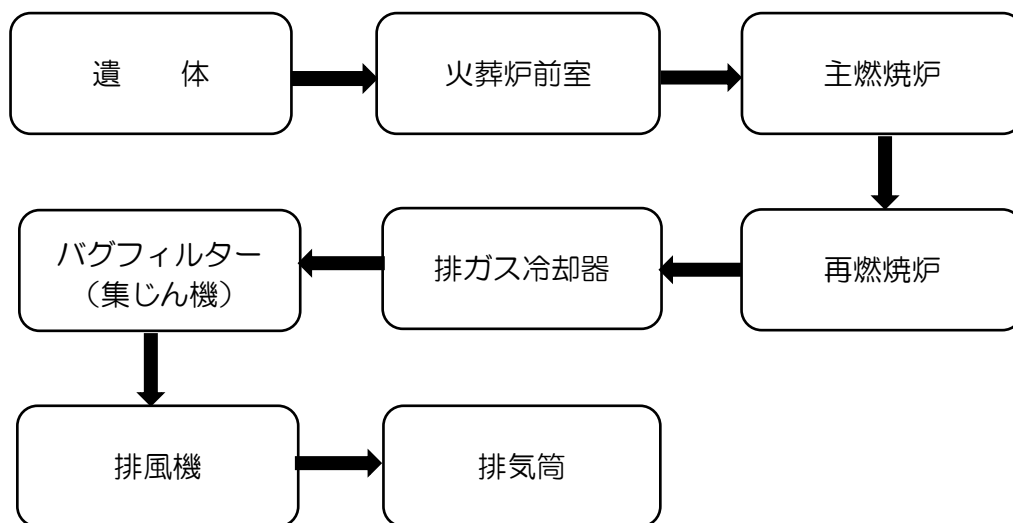 遺　　体
火葬炉前室
主燃焼炉
再燃焼炉
排ガス冷却器
バグフィルター
（集じん機）
排風機
排気筒